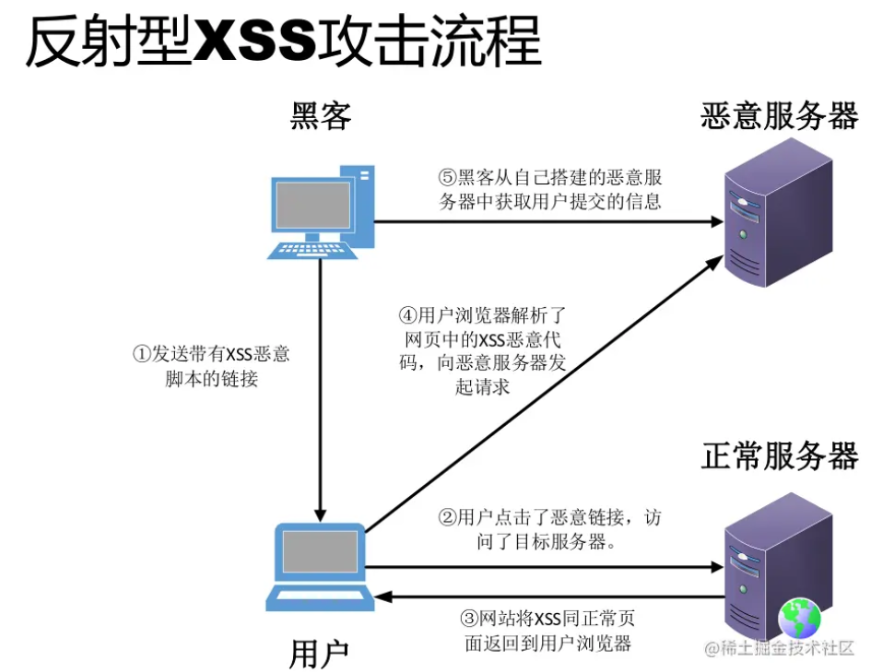 反射型XSS攻击流程
黑客
恶意服务器
⑤黑客从自己搭建的恶意服
务器中获取用户提交的信息
④用户浏览器解析了
网页中的XSS恶意代
码，向恶意服务器发
起请求
①发送带有XSS恶意
脚本的链接
正常服务器
②用户点击了恶意链接，访
问了目标服务器。
③网站将XSS同正常页
面返回到用户浏览器
用户
@稀土掘金技术社区